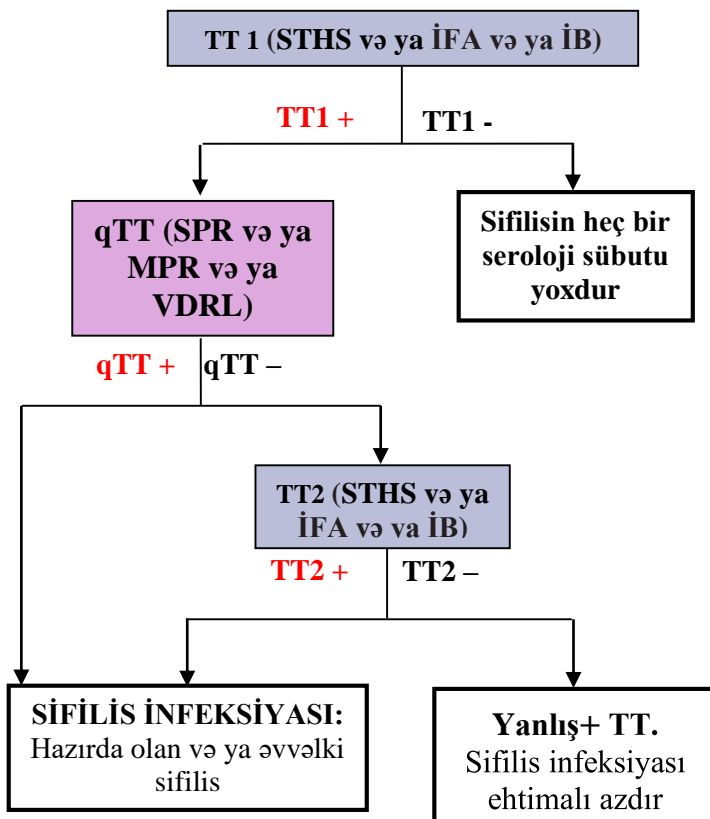 TT 1 (STHS və ya İFA və ya İB)
TT1 +
TT1 -
qTT (SPR və ya
MPR və ya
VDRL)
Sifilisin heç bir
seroloji sübutu
yoxdur
qTT +
qTT –
TT2 (STHS və ya
İFA və va İB)
TT2 +
TT2 –
SİFİLİS İNFEKSİYASI:
Hazırda olan və ya əvvəlki
sifilis
Yanlış+ TT.
Sifilis infeksiyası
ehtimalı azdır